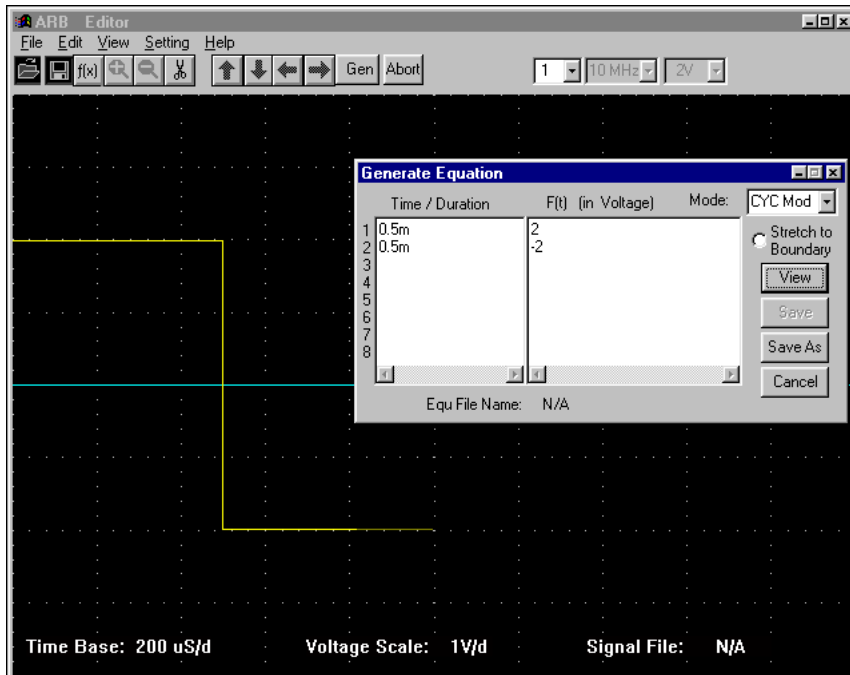 ARB Editor
File Edit View Setting Help
f(x) Gen Abort 1 10 MHz 2V
Generate Equation
Time / Duration F(t) (in Voltage) Mode: CYC Mod
1 0.5m 2
2 0.5m -2
3
4
5
6
7
8
Stretch to
Boundary
View
Save
Save As
Cancel
Equ File Name: N/A
Time Base: 200 uS/d Voltage Scale: 1V/d Signal File: N/A